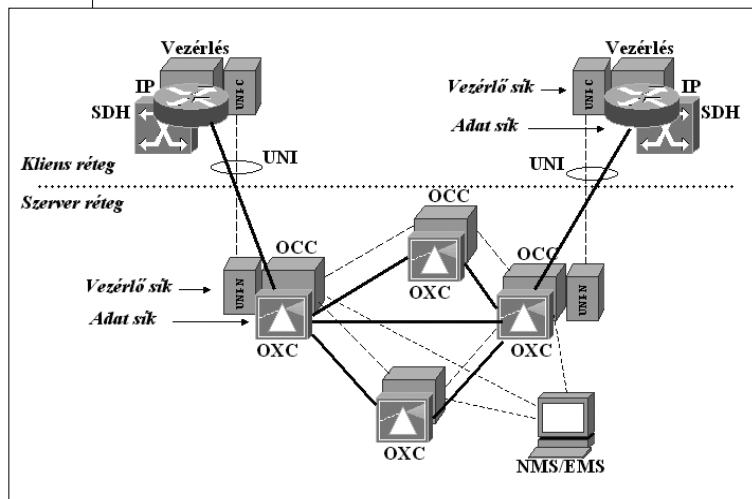 Vezérlés
Vezérlés
IP
UNI-C
SDH
Vezérlő sík
UNI-C
IP
SDH
Adat sík
UNI
UNI
Kliens réteg
Szerver réteg
OCC
OCC
OCC
Vezérlő sík
UNI-N
OXC
UNI-N
Adat sík
OXC
OXC
OXC
NMS/EMS